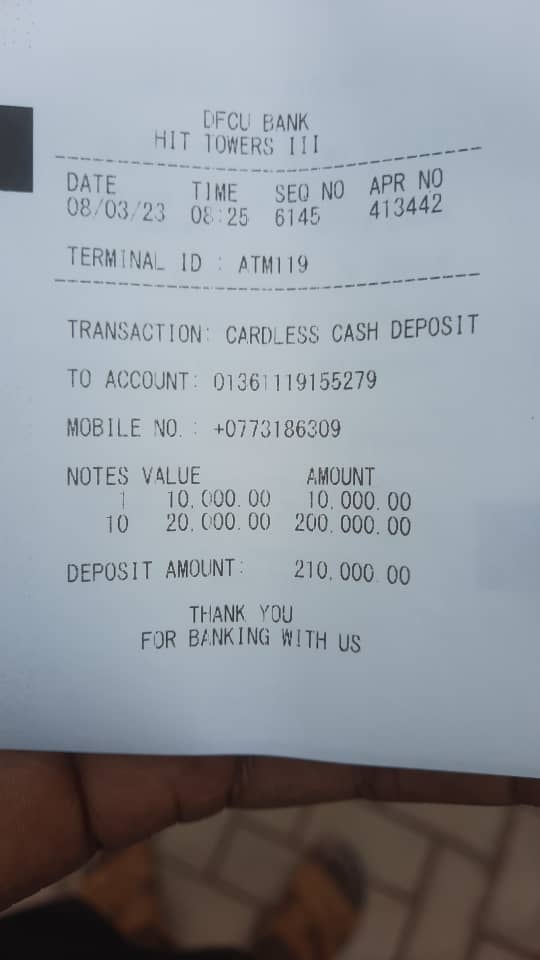 DFCU BANK
HIT TOWERS III
DATE TIME SEQ NO APR NO
08/03/23 08:25 6145 413442
TERMINAL ID : ATM119
TRANSACTION: CARDLESS CASH DEPOSIT
TO ACCOUNT: 01361119155279
MOBILE NO. : +0773186309
NOTES VALUE AMOUNT
1 10,000.00 10,000.00
10 20,000.00 200,000.00
DEPOSIT AMOUNT: 210,000.00
THANK YOU
FOR BANKING WITH US